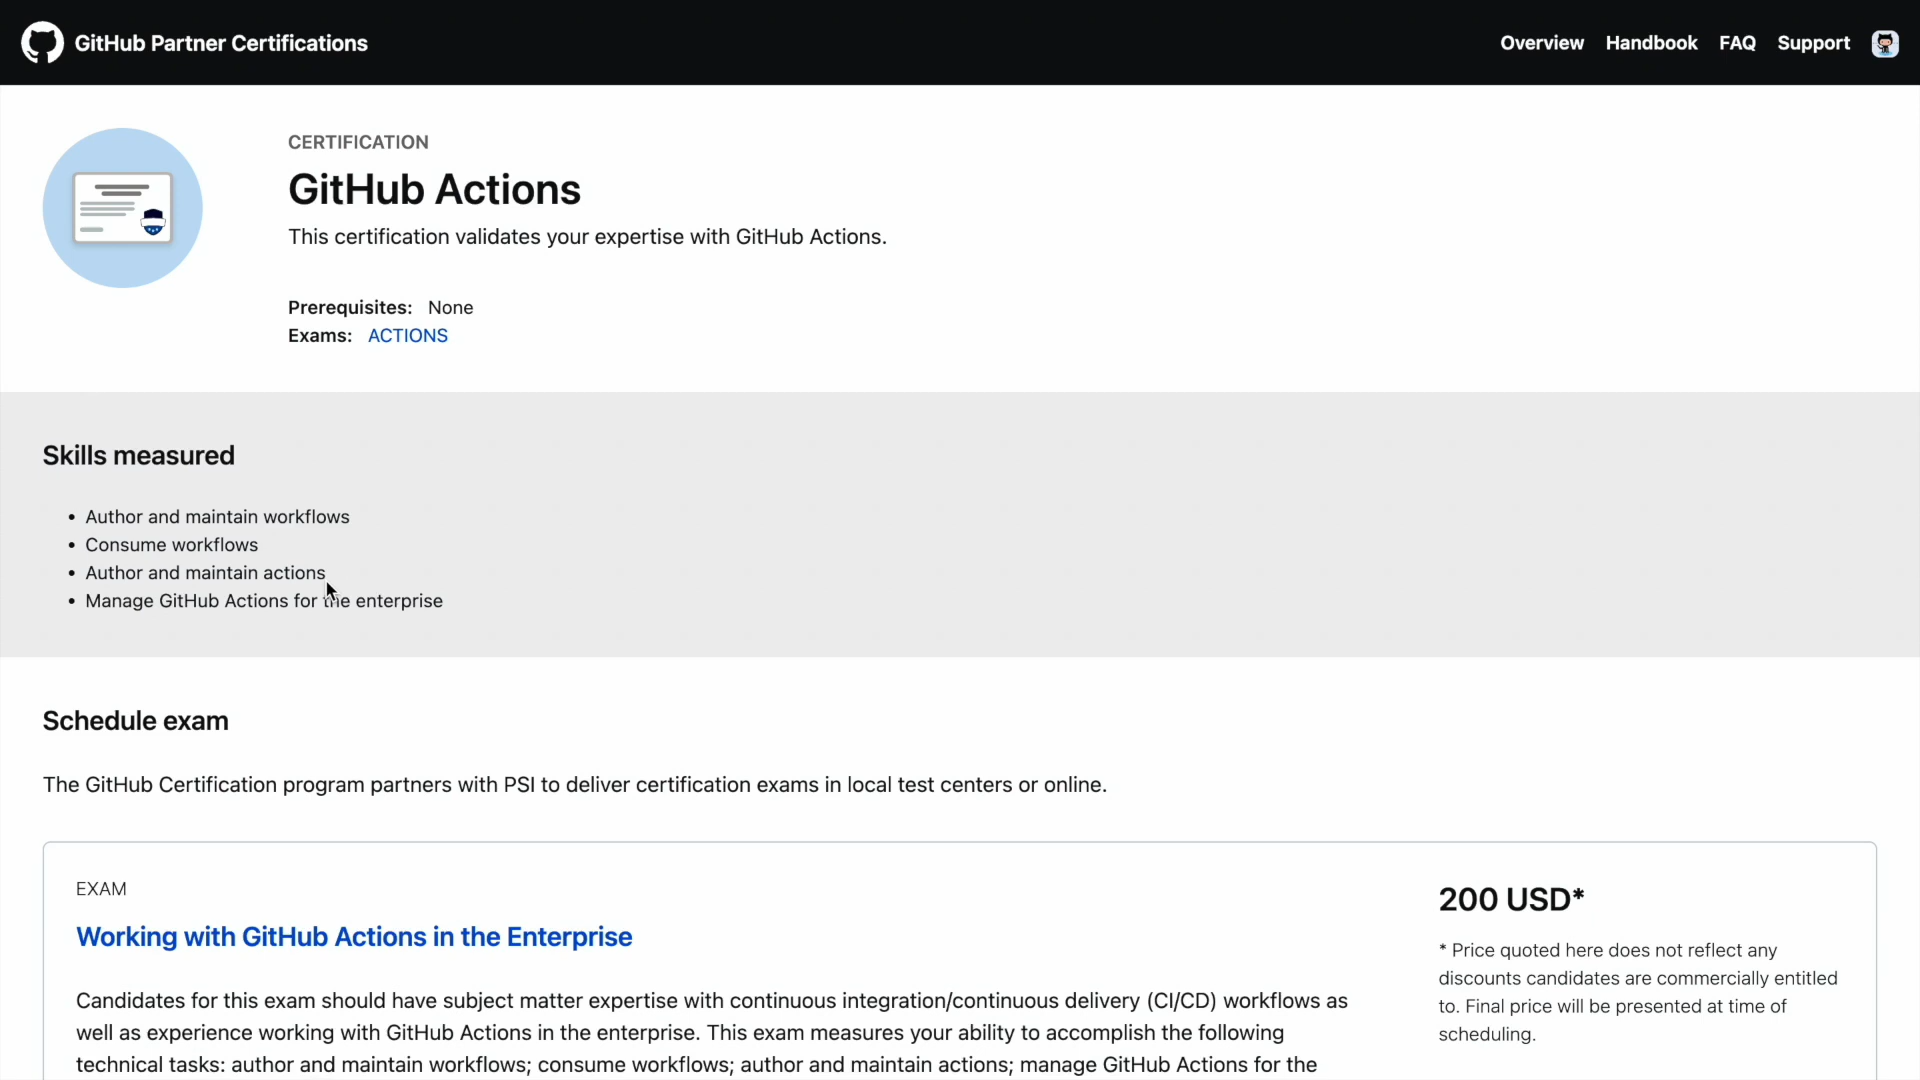 GitHub Partner Certifications
Overview Handbook FAQ Support
CERTIFICATION
GitHub Actions
This certification validates your expertise with GitHub Actions.
Prerequisites: None
Exams: ACTIONS
Skills measured
• Author and maintain workflows
• Consume workflows
• Author and maintain actions
• Manage GitHub Actions for the enterprise
Schedule exam
The GitHub Certification program partners with PSI to deliver certification exams in local test centers or online.
EXAM
Working with GitHub Actions in the Enterprise
Candidates for this exam should have subject matter expertise with continuous integration/continuous delivery (CI/CD) workflows as
well as experience working with GitHub Actions in the enterprise. This exam measures your ability to accomplish the following
technical tasks: author and maintain workflows; consume workflows; author and maintain actions; manage GitHub Actions for the
200 USD*
* Price quoted here does not reflect any
discounts candidates are commercially entitled
to. Final price will be presented at time of
scheduling.